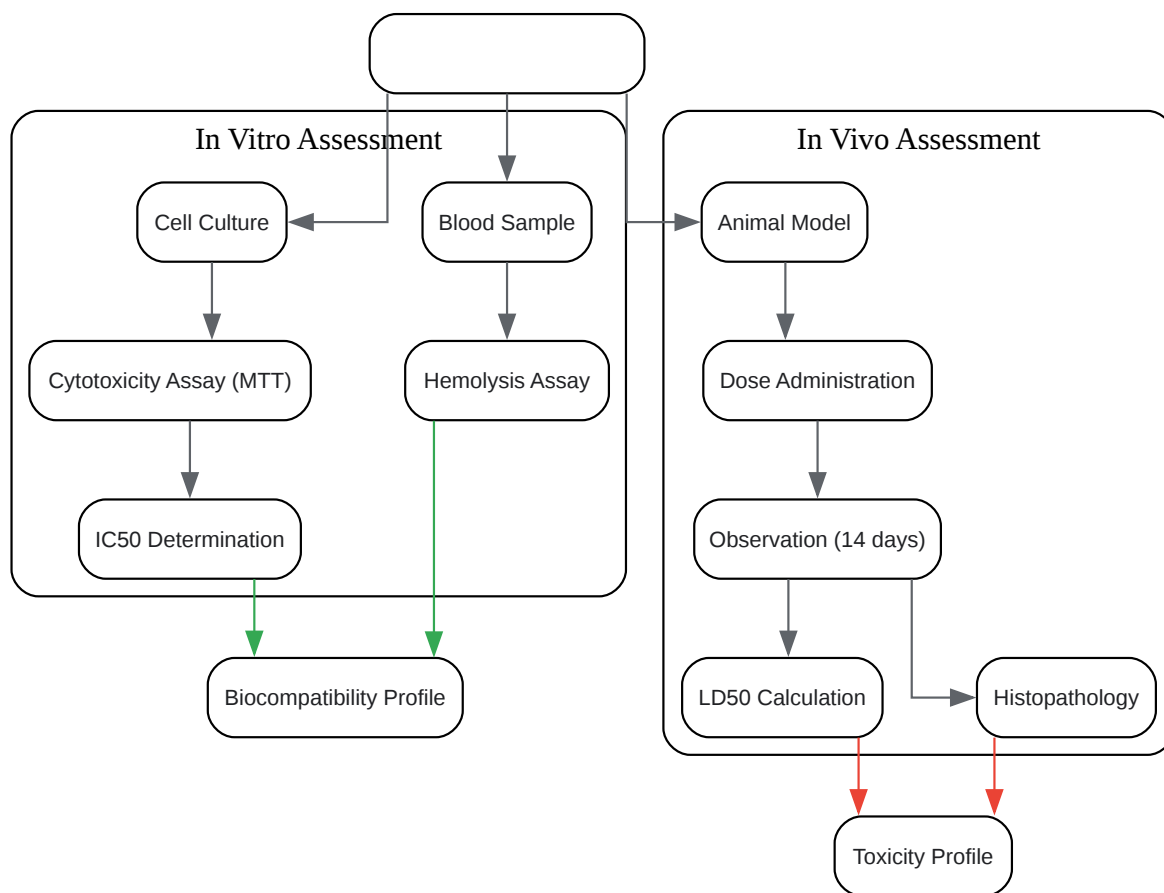 In Vitro Assessment
In Vivo Assessment
Cell Culture
Blood Sample
Animal Model
Cytotoxicity Assay (MTT)
Hemolysis Assay
Dose Administration
IC50 Determination
Observation (14 days)
Biocompatibility Profile
LD50 Calculation
Histopathology
Toxicity Profile